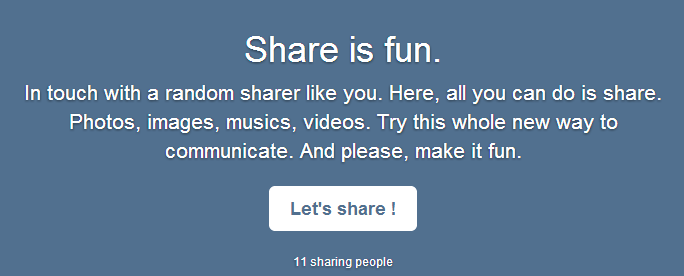 Share is fun.
In touch with a random sharer like you. Here, all you can do is share.
Photos, images, musics, videos. Try this whole new way to
communicate. And please, make it fun.
Let's share !
11 sharing people